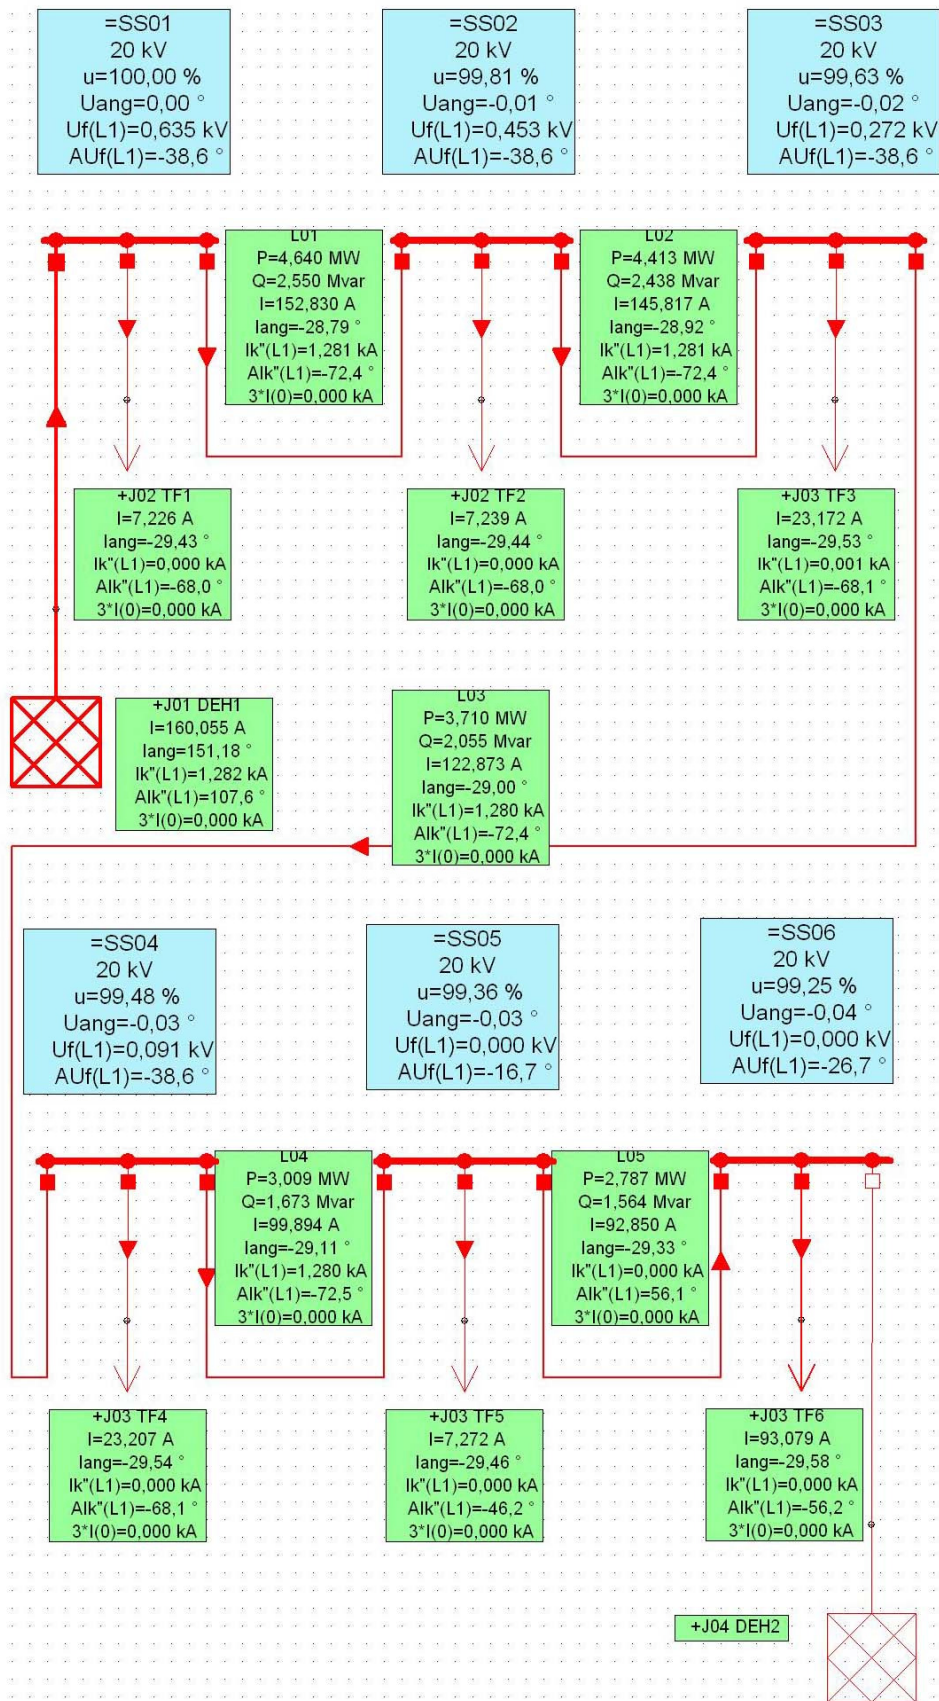 =SS01
20 kV
u=100,00 %
Uang=0,00 °
Uf(L1)=0,635 kV
AUf(L1)=-38,6 °
=SS02
20 kV
u=99,81 %
Uang=-0,01 °
Uf(L1)=0,453 kV
AUf(L1)=-38,6 °
=SS03
20 kV
u=99,63 %
Uang=-0,02 °
Uf(L1)=0,272 kV
AUf(L1)=-38,6 °
L01
P=4,640 MW
Q=2,550 Mvar
I=152,830 A
Iang=-28,79 °
Ik"(L1)=1,281 kA
AIk"(L1)=-72,4 °
3*I(0)=0,000 kA
L02
P=4,413 MW
Q=2,438 Mvar
I=145,817 A
Iang=-28,92 °
Ik"(L1)=1,281 kA
AIk"(L1)=-72,4 °
3*I(0)=0,000 kA
+J02 TF1
I=7,226 A
Iang=-29,43 °
Ik"(L1)=0,000 kA
AIk"(L1)=-68,0 °
3*I(0)=0,000 kA
+J02 TF2
I=7,239 A
Iang=-29,44 °
Ik"(L1)=0,000 kA
AIk"(L1)=-68,0 °
3*I(0)=0,000 kA
+J03 TF3
I=23,172 A
Iang=-29,53 °
Ik"(L1)=0,001 kA
AIk"(L1)=-68,1 °
3*I(0)=0,000 kA
+J01 DEH1
I=160,055 A
Iang=151,18 °
Ik"(L1)=1,282 kA
AIk"(L1)=107,6 °
3*I(0)=0,000 kA
L03
P=3,710 MW
Q=2,055 Mvar
I=122,873 A
Iang=-29,00 °
Ik"(L1)=1,280 kA
AIk"(L1)=-72,4 °
3*I(0)=0,000 kA
=SS04
20 kV
u=99,48 %
Uang=-0,03 °
Uf(L1)=0,091 kV
AUf(L1)=-38,6 °
=SS05
20 kV
u=99,36 %
Uang=-0,03 °
Uf(L1)=0,000 kV
AUf(L1)=-16,7 °
=SS06
20 kV
u=99,25 %
Uang=-0,04 °
Uf(L1)=0,000 kV
AUf(L1)=-26,7 °
L04
P=3,009 MW
Q=1,673 Mvar
I=99,894 A
Iang=-29,11 °
Ik"(L1)=1,280 kA
AIk"(L1)=-72,5 °
3*I(0)=0,000 kA
L05
P=2,787 MW
Q=1,564 Mvar
I=92,850 A
Iang=-29,33 °
Ik"(L1)=0,000 kA
AIk"(L1)=56,1 °
3*I(0)=0,000 kA
+J03 TF4
I=23,207 A
Iang=-29,54 °
Ik"(L1)=0,000 kA
AIk"(L1)=-68,1 °
3*I(0)=0,000 kA
+J03 TF5
I=7,272 A
Iang=-29,46 °
Ik"(L1)=0,000 kA
AIk"(L1)=-46,2 °
3*I(0)=0,000 kA
+J03 TF6
I=93,079 A
Iang=-29,58 °
Ik"(L1)=0,000 kA
AIk"(L1)=-56,2 °
3*I(0)=0,000 kA
+J04 DEH2